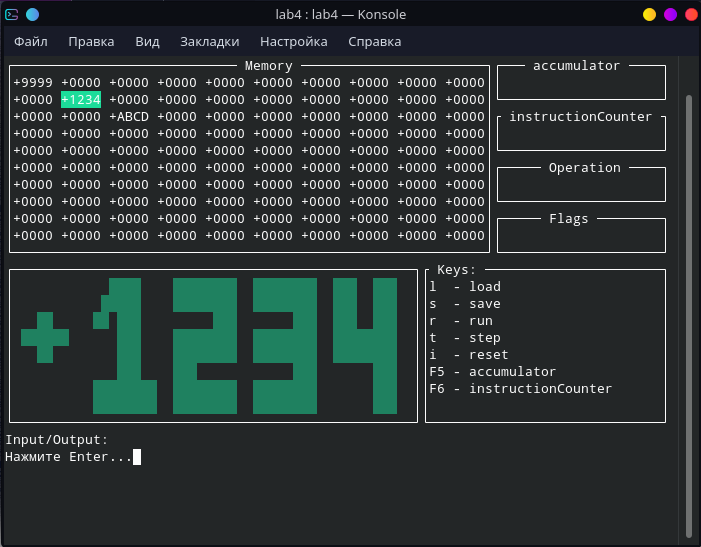 lab4 : lab4 — Konsole
Файл Правка Вид Закладки Настройка Справка
Memory
+9999 +0000 +0000 +0000 +0000 +0000 +0000 +0000 +0000 +0000
+0000 +1234 +0000 +0000 +0000 +0000 +0000 +0000 +0000 +0000
+0000 +0000 +ABCD +0000 +0000 +0000 +0000 +0000 +0000 +0000
+0000 +0000 +0000 +0000 +0000 +0000 +0000 +0000 +0000 +0000
+0000 +0000 +0000 +0000 +0000 +0000 +0000 +0000 +0000 +0000
+0000 +0000 +0000 +0000 +0000 +0000 +0000 +0000 +0000 +0000
+0000 +0000 +0000 +0000 +0000 +0000 +0000 +0000 +0000 +0000
+0000 +0000 +0000 +0000 +0000 +0000 +0000 +0000 +0000 +0000
+0000 +0000 +0000 +0000 +0000 +0000 +0000 +0000 +0000 +0000
+0000 +0000 +0000 +0000 +0000 +0000 +0000 +0000 +0000 +0000
accumulator
instructionCounter
Operation
Flags
+1234
Keys:
l - load
s - save
r - run
t - step
i - reset
F5 - accumulator
F6 - instructionCounter
Input/Output:
Нажмите Enter...